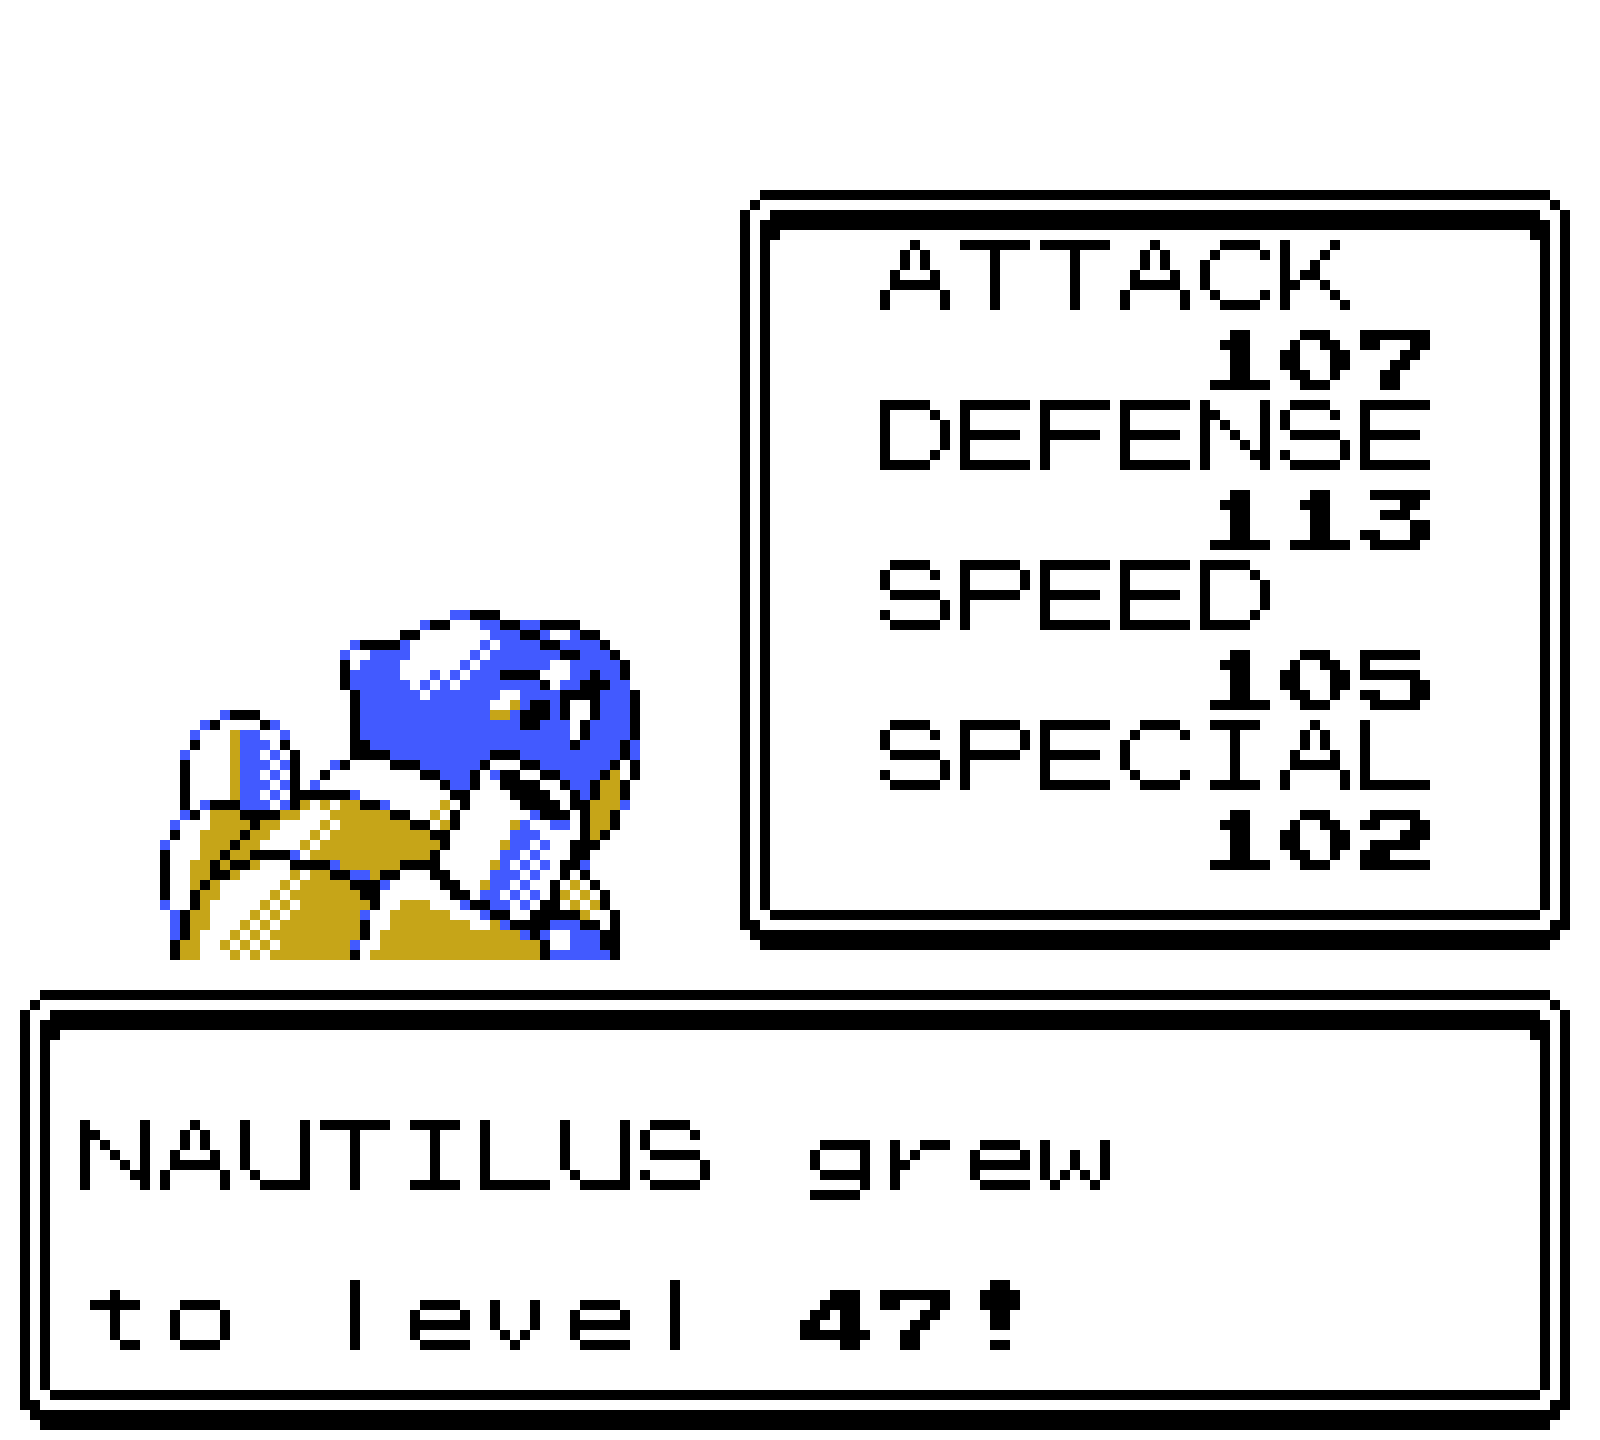 ATTACK
107
DEFENSE
113
SPEED
105
SPECIAL
102
NAUTILUS grew
to level 47!